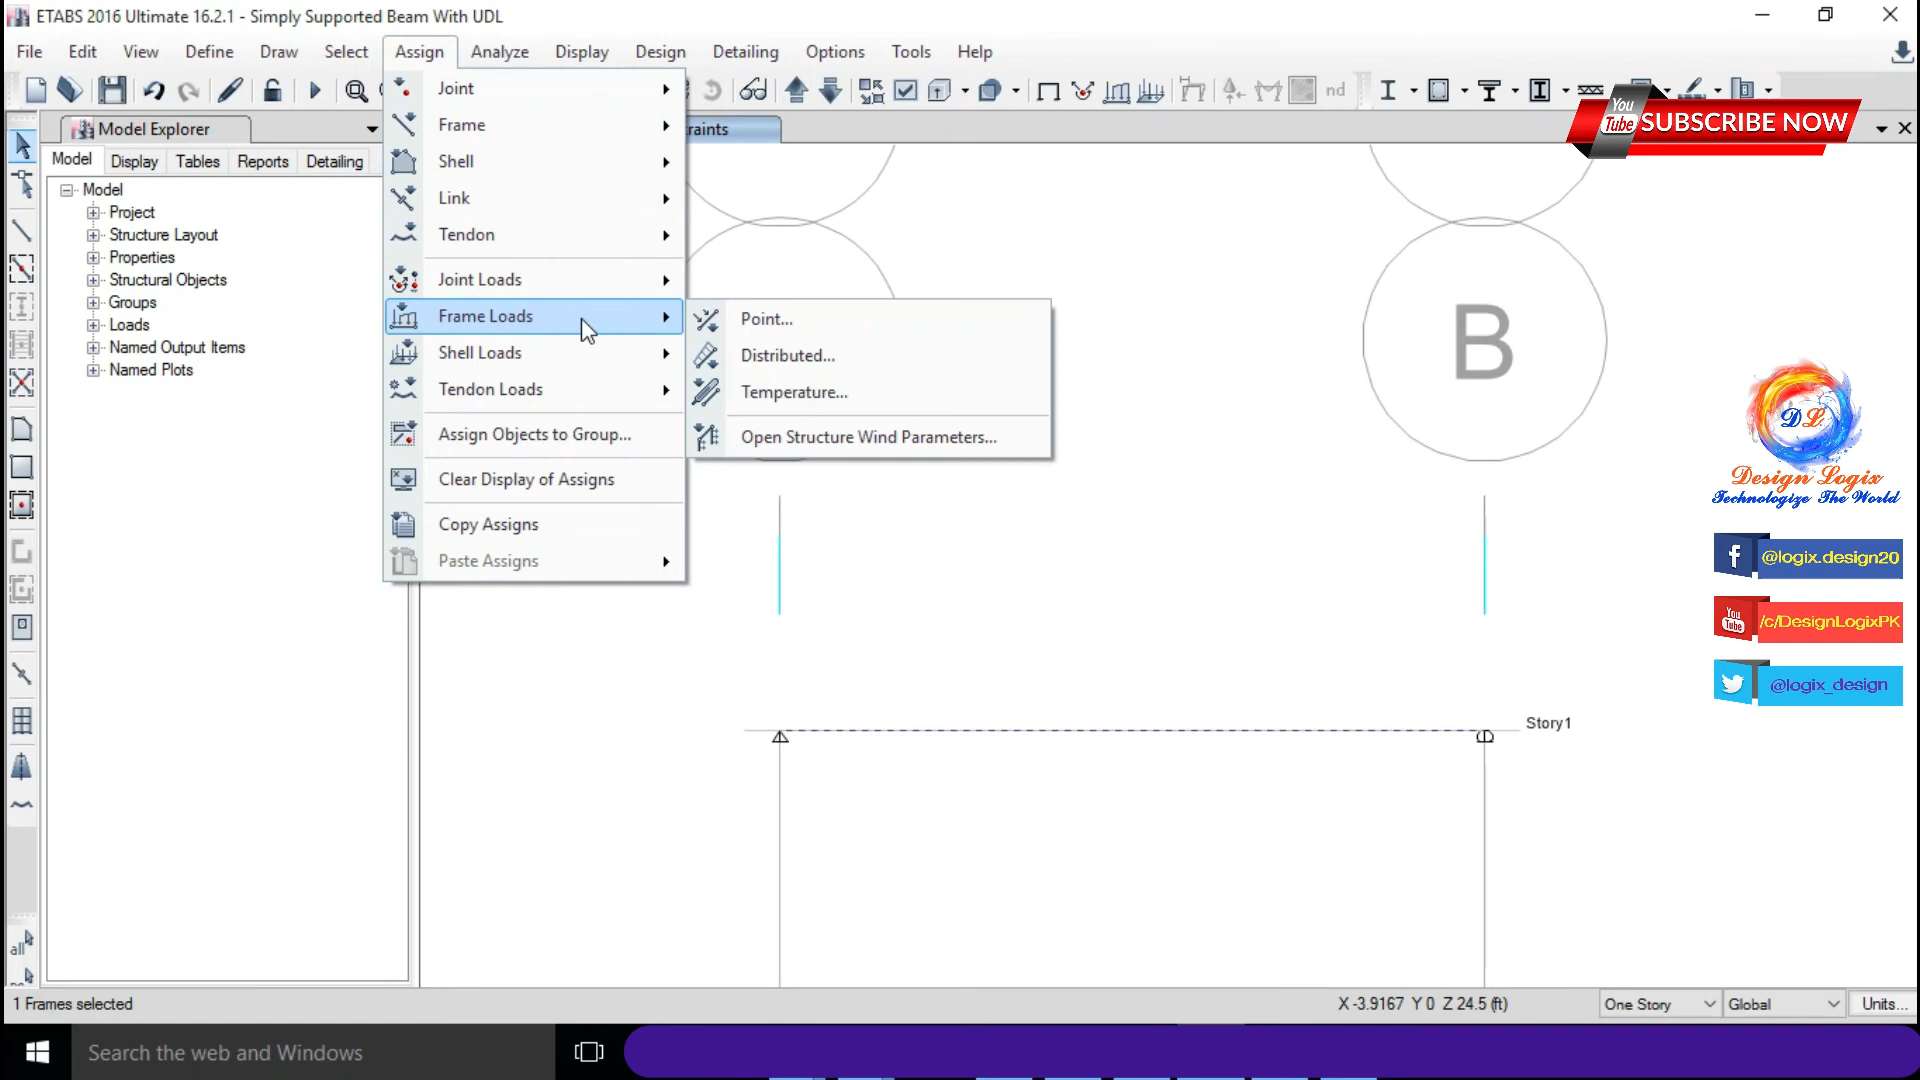 ETABS 2016 Ultimate 16.2.1 - Simply Supported Beam With UDL
File Edit View Define Draw Select Assign Analyze Display Design Detailing Options Tools Help
nd
Model Explorer
raints
Model Display Tables Reports Detailing
Model
Project
Structure Layout
Properties
Structural Objects
Groups
Loads
Named Output Items
Named Plots
Joint
Frame
Shell
Link
Tendon
Joint Loads
Frame Loads
Shell Loads
Tendon Loads
Assign Objects to Group...
Clear Display of Assigns
Copy Assigns
Paste Assigns
Point...
Distributed...
Temperature...
Open Structure Wind Parameters...
B
Story1
You
Tube SUBSCRIBE NOW
DL
Design Logix
Technologize The World
f @logix.design20
You
Tube /c/DesignLogixPK
@logix_design
all
1 Frames selected
X -3.9167 Y 0 Z 24.5 (ft)
One Story
Global
Units...
Search the web and Windows